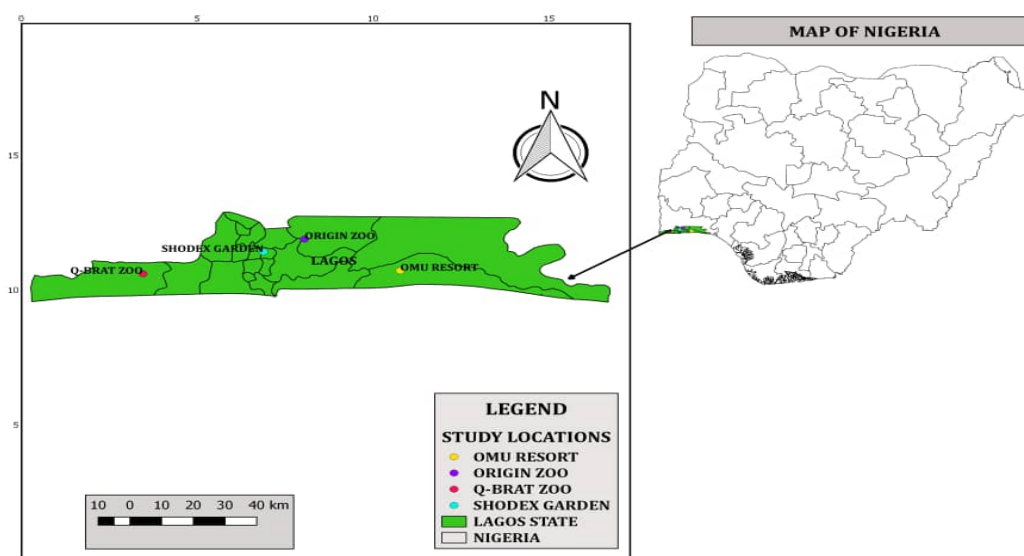 0 5 10 15
MAP OF NIGERIA
N
15
10
5
ORIGIN ZOO
SHODEX GARDEN
LAGOS
Q-BRAT ZOO
OMU RESORT
LEGEND
STUDY LOCATIONS
OMU RESORT
ORIGIN ZOO
Q-BRAT ZOO
SHODEX GARDEN
LAGOS STATE
NIGERIA
10 0 10 20 30 40 km